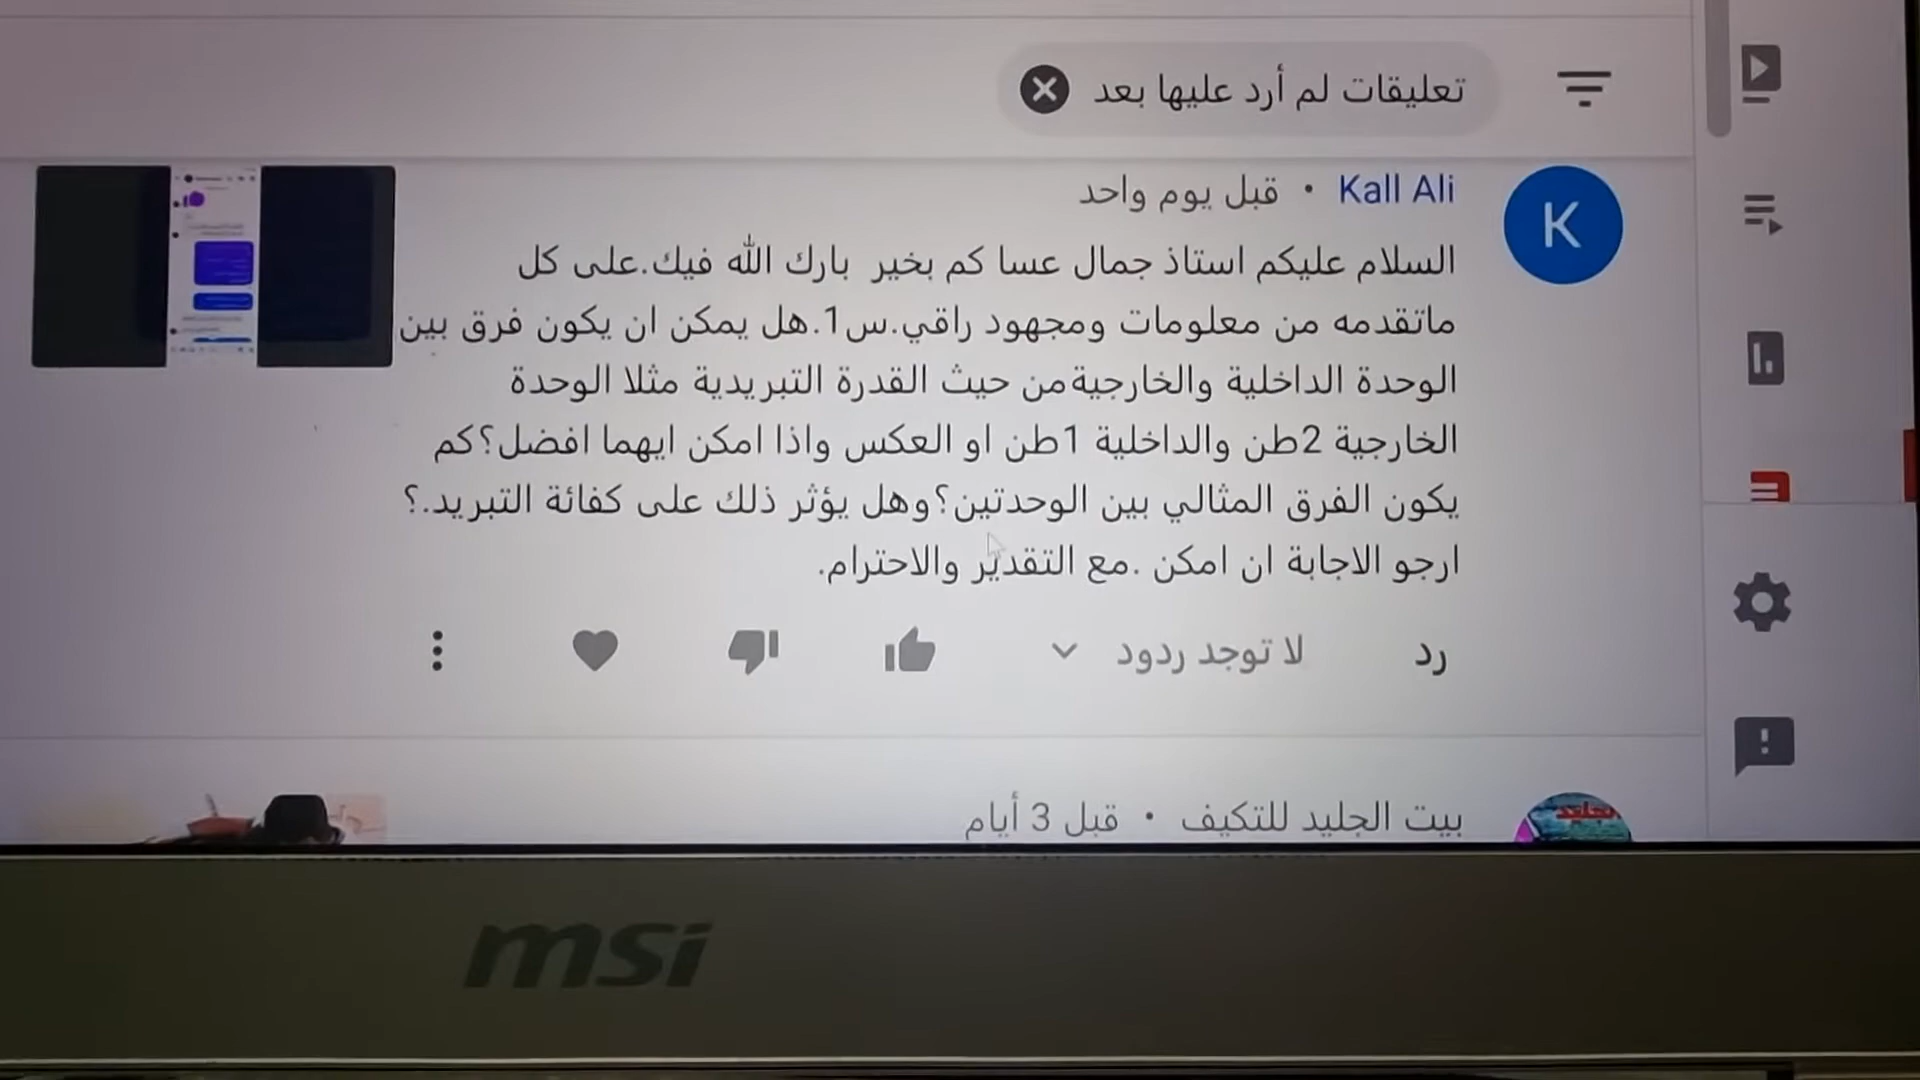 تعليقات لم أرد عليها بعد
Kall Ali • قبل يوم واحد
السلام عليكم استاذ جمال عسا كم بخير بارك الله فيك.على كل
ماتقدمه من معلومات ومجهود راقي.س1.هل يمكن ان يكون فرق بين
الوحدة الداخلية والخارجيةمن حيث القدرة التبريدية مثلا الوحدة
الخارجية 2طن والداخلية 1طن او العكس واذا امكن ايهما افضل؟كم
يكون الفرق المثالي بين الوحدتين؟وهل يؤثر ذلك على كفائة التبريد.؟
ارجو الاجابة ان امكن .مع التقدير والاحترام.
رد
لا توجد ردود
K
بيت الجليد للتكيف • قبل 3 أيام
msi